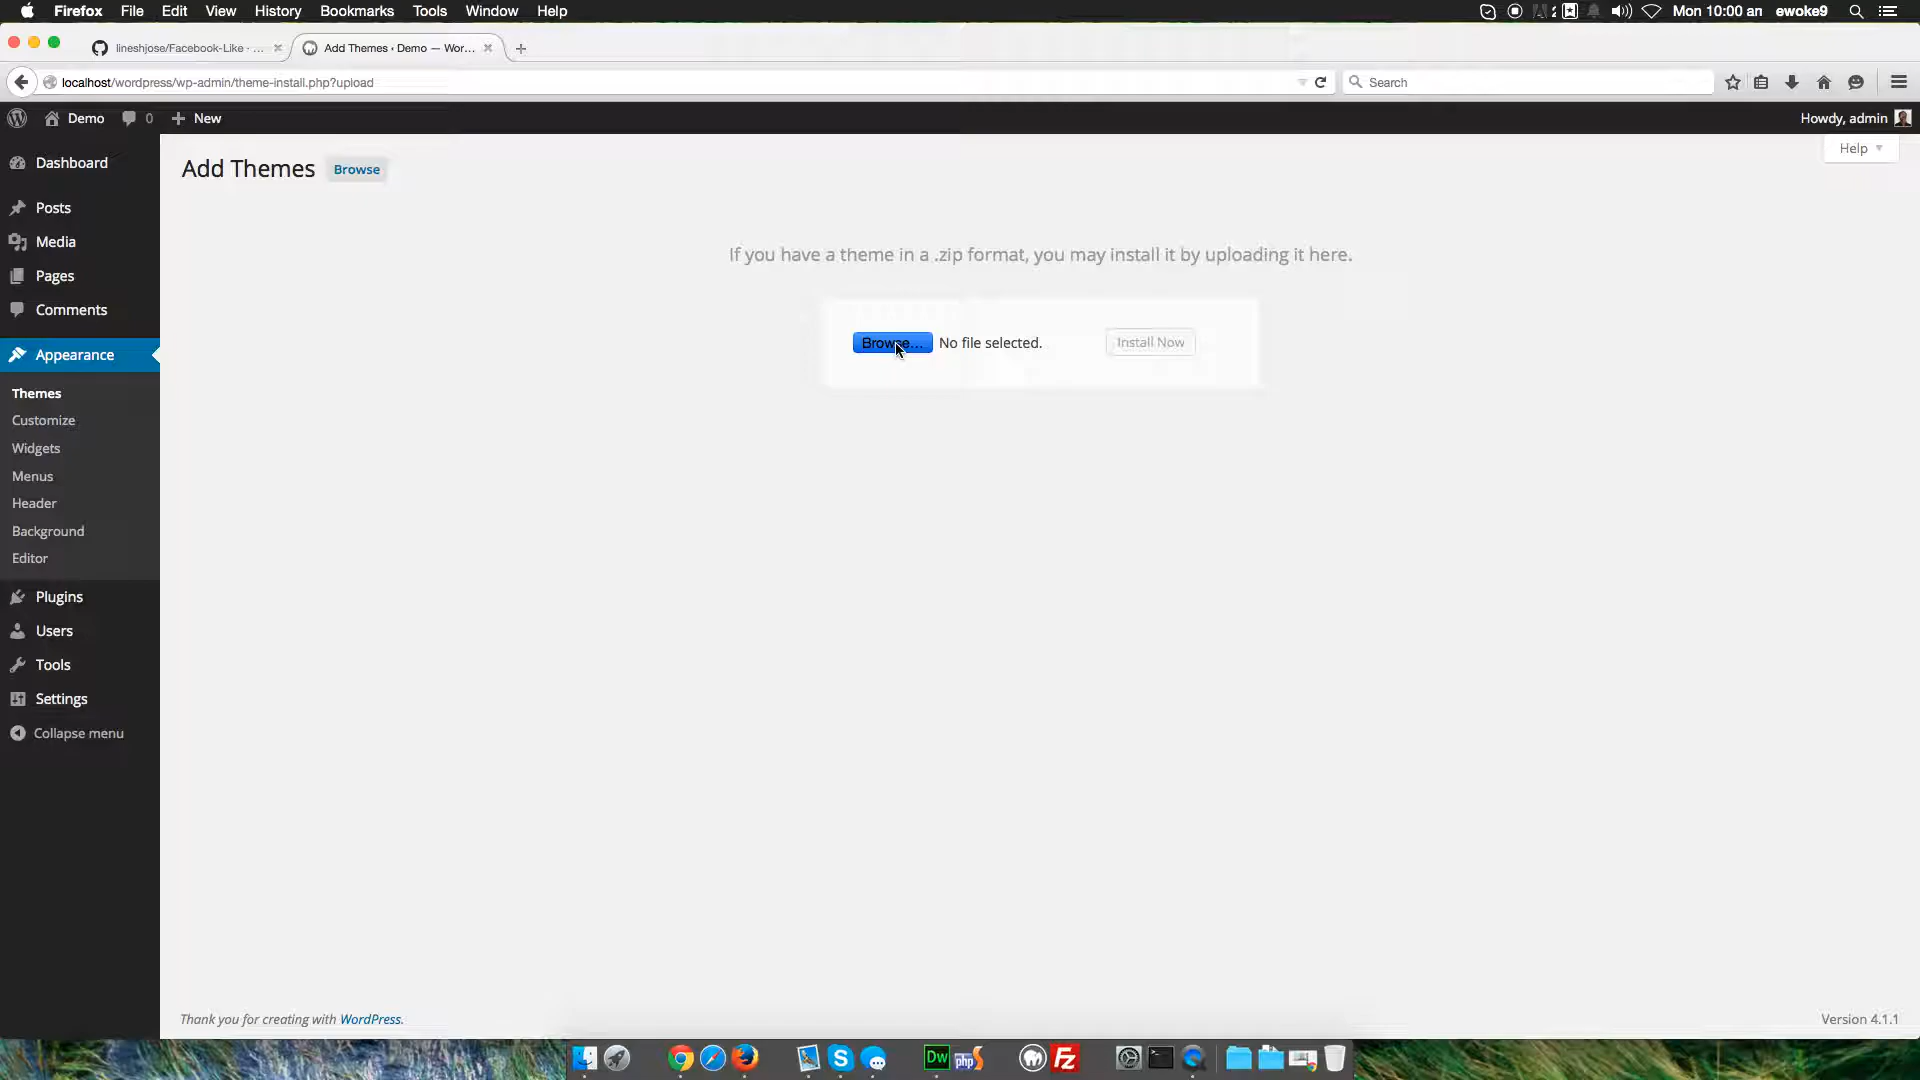 Firefox File Edit View History Bookmarks Tools Window Help Mon 10:00 an ewoke9
lineshjose/Facebook-Like · ... Add Themes ‹ Demo — Wor...
localhost/wordpress/wp-admin/theme-install.php?upload Search
Demo 0 New Howdy, admin
Help
Add Themes Browse
Dashboard
Posts
Media
Pages
Comments
Appearance
Themes
Customize
Widgets
Menus
Header
Background
Editor
Plugins
Users
Tools
Settings
Collapse menu
If you have a theme in a .zip format, you may install it by uploading it here.
Browse... No file selected. Install Now
Thank you for creating with WordPress. Version 4.1.1
Dw php Fz